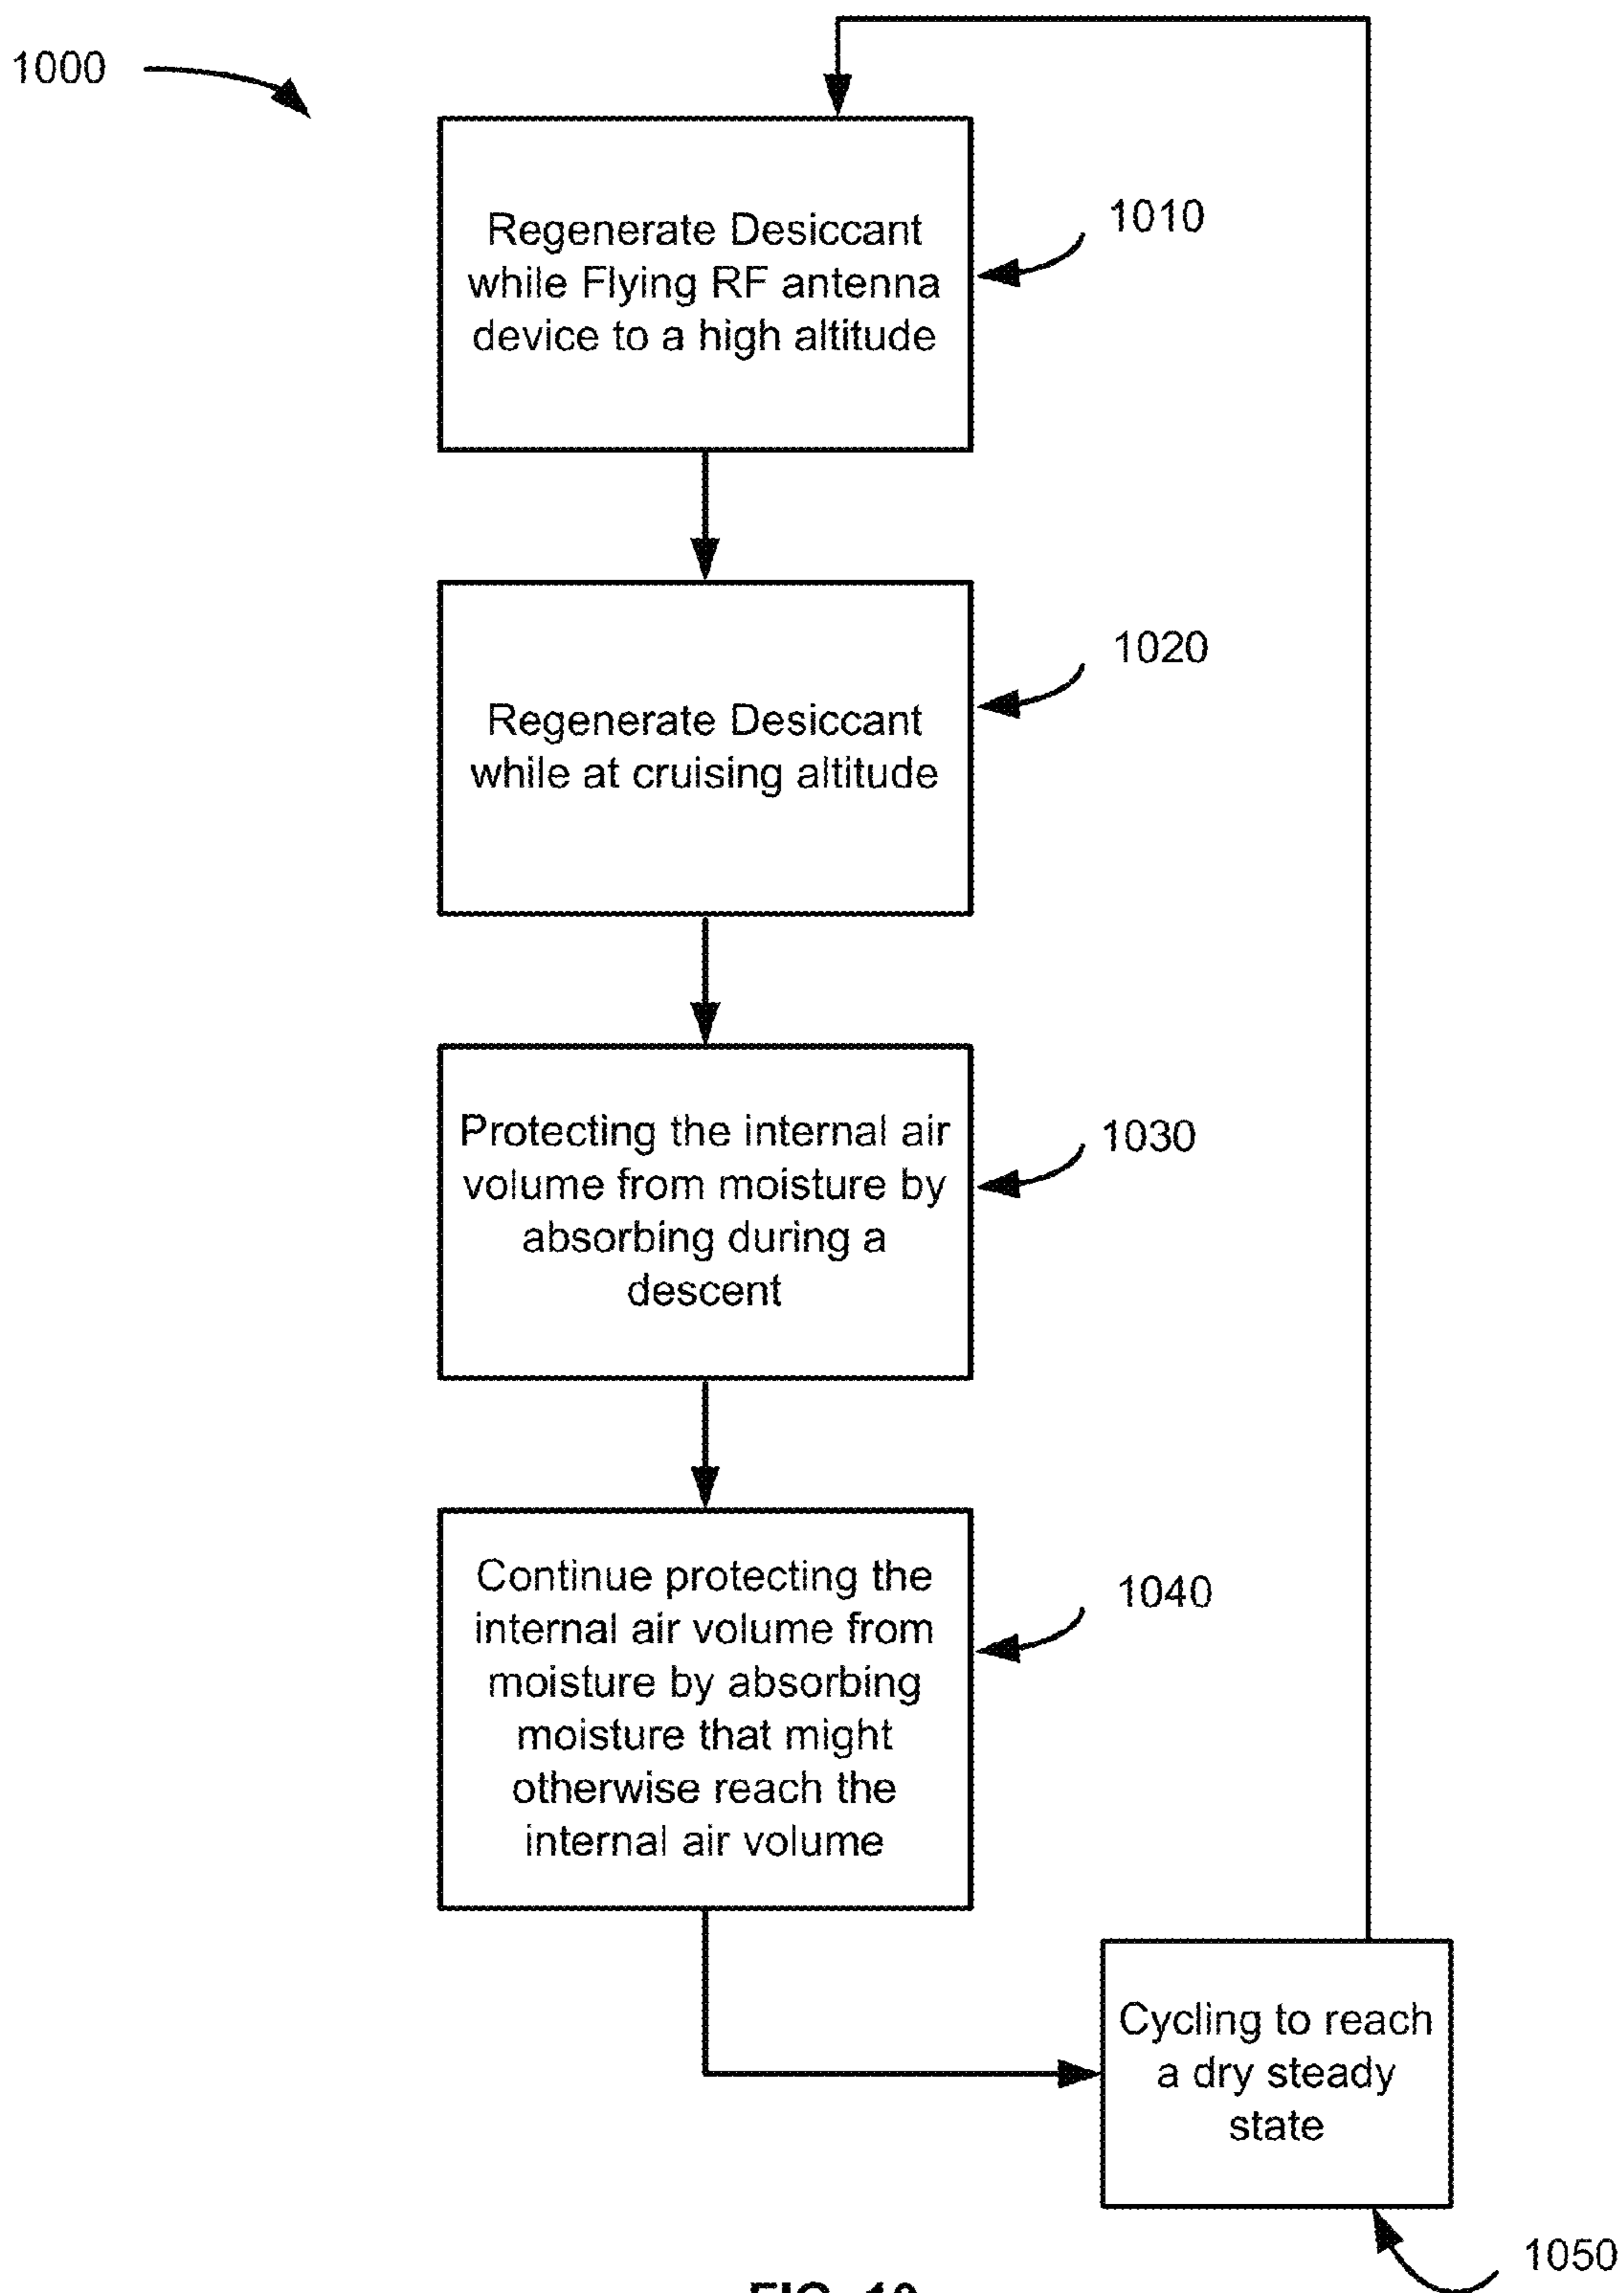 1000
Regenerate Desiccant
while Flying RF antenna
device to a high altitude
1010
Regenerate Desiccant
while at cruising altitude
1020
Protecting the internal air
volume from moisture by
absorbing during a
descent
1030
Continue protecting the
internal air volume from
moisture by absorbing
moisture that might
otherwise reach the
internal air volume
1040
Cycling to reach
a dry steady
state
1050
FIG. 10